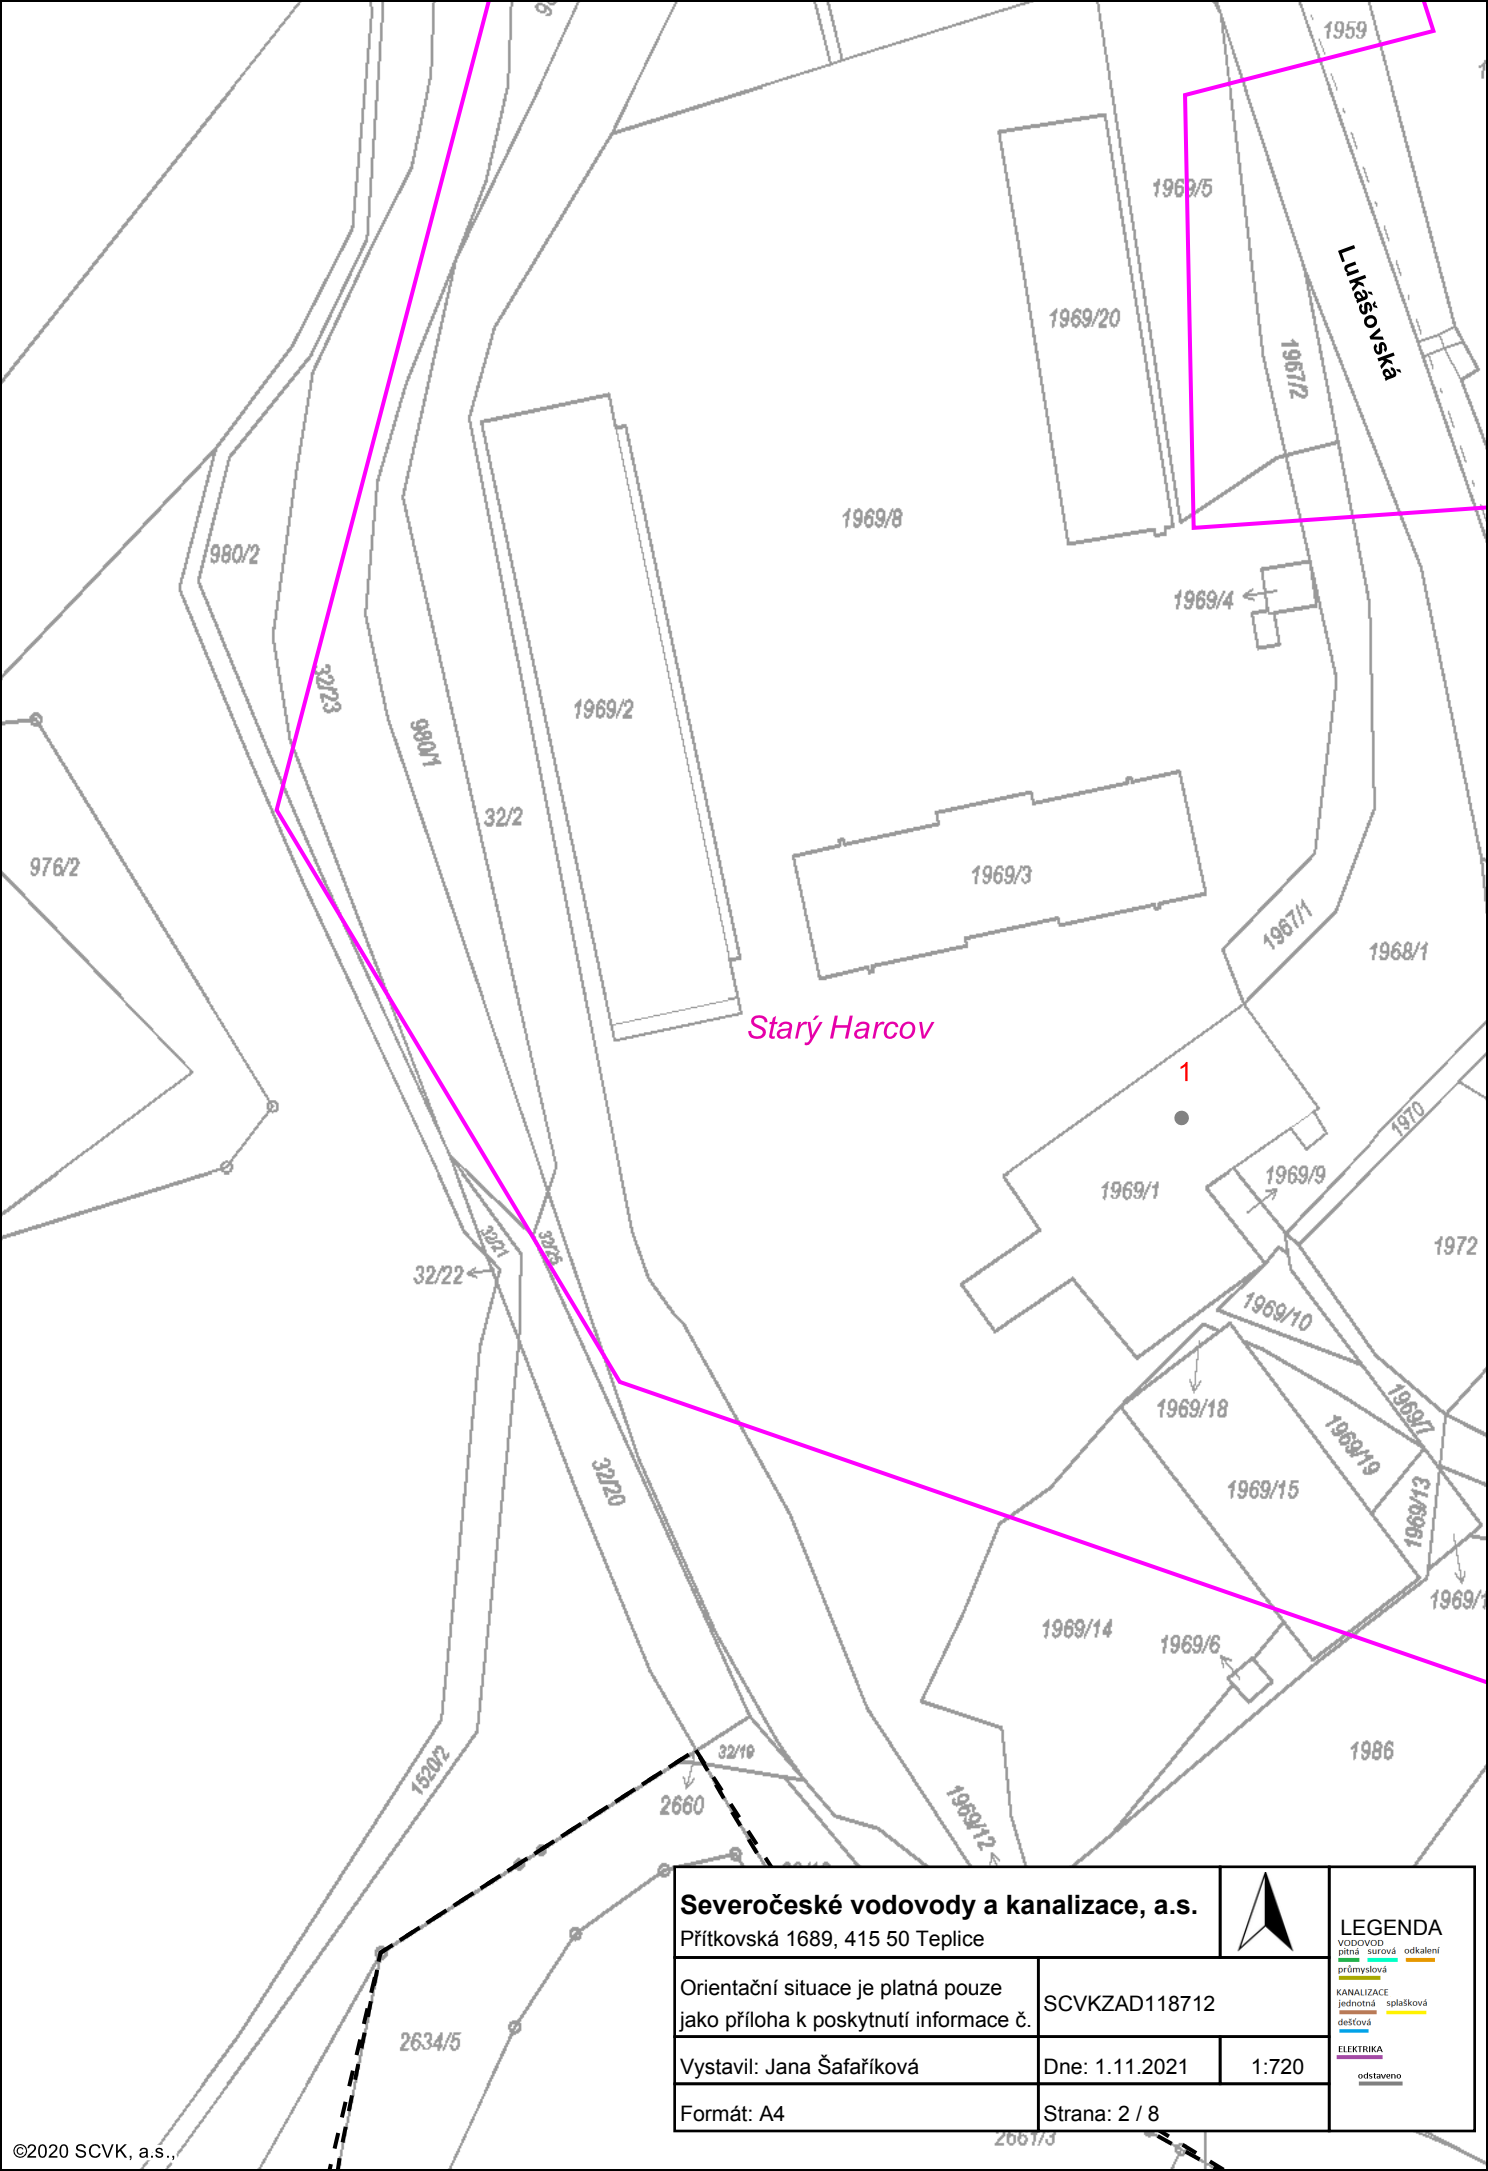 1959
1969/5
Lukášovská
1969/20
1967/2
1969/8
980/2
1969/4
32/23
1969/2
980/1
32/2
976/2
1969/3
1967/1
1968/1
Starý Harcov
1
1970
1969/9
1969/1
1972
32/21
32/25
32/22
1969/10
1969/18
1969/7
1969/19
32/20
1969/15
1969/13
1969/1
1969/14
1969/6
1986
32/19
1520/2
2660
1969/12
2634/5
2661/3
Severočeské vodovody a kanalizace, a.s.
Přítkovská 1689, 415 50 Teplice
Orientační situace je platná pouze
jako příloha k poskytnutí informace č.
SCVKZAD118712
Vystavil: Jana Šafaříková
Dne: 1.11.2021
1:720
Formát: A4
Strana: 2 / 8
LEGENDA
VODOVOD
pitná surová odkalení
průmyslová
KANALIZACE
jednotná splašková
dešťová
ELEKTRIKA
odstaveno
©2020 SCVK, a.s.,